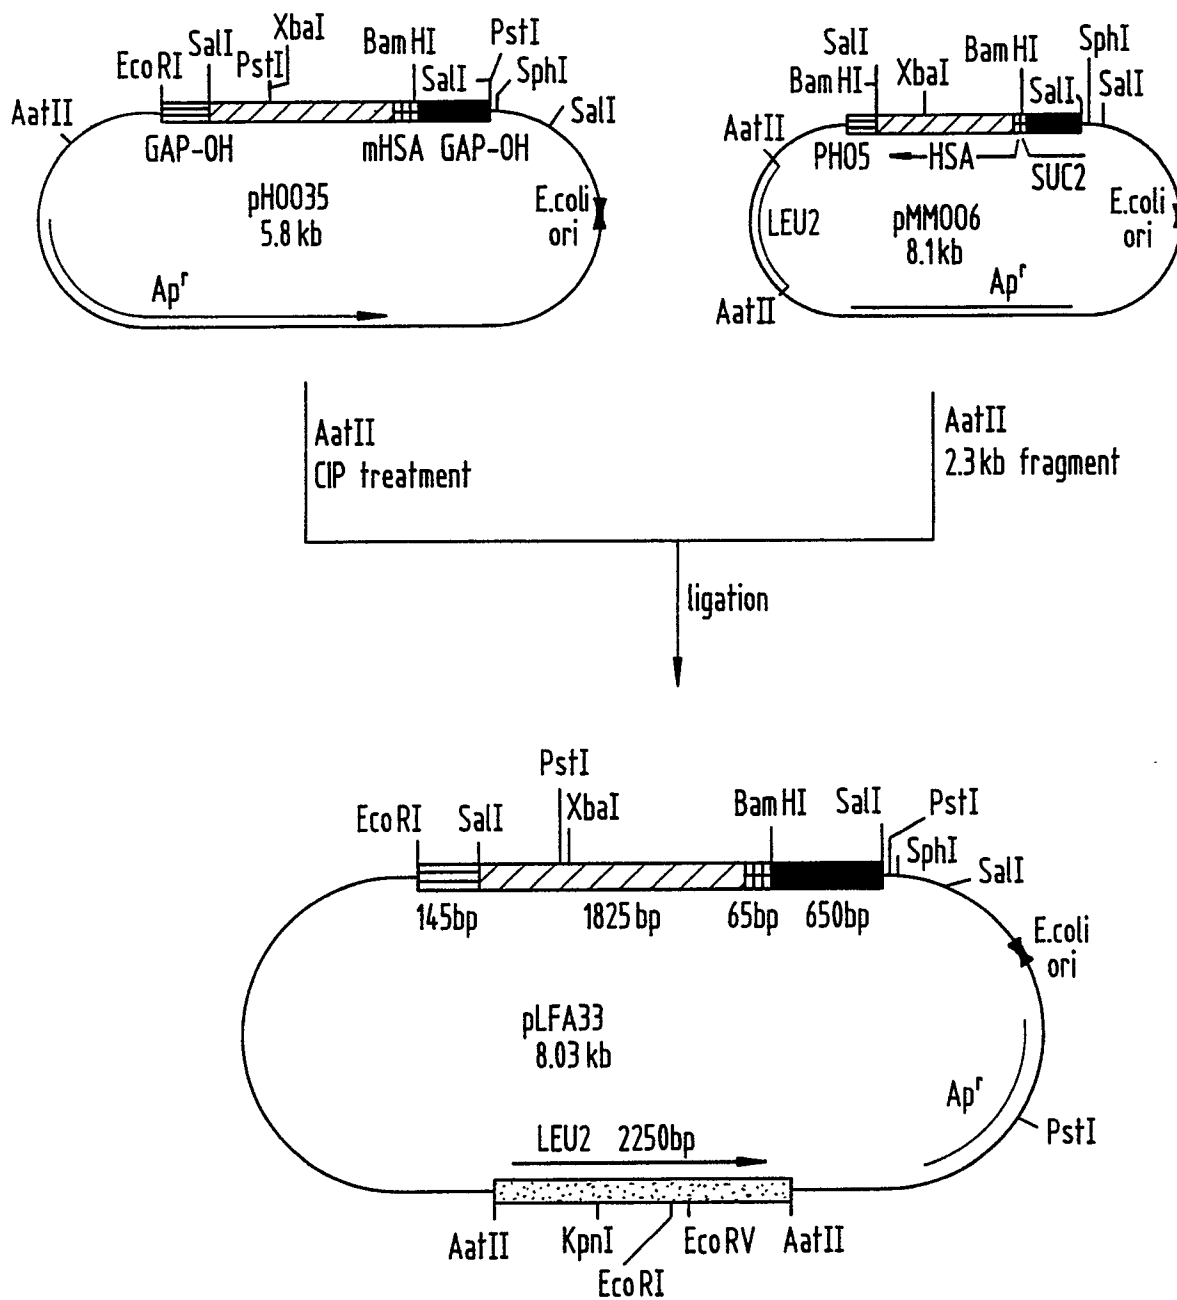 EcoRI
SalI
PstI
XbaI
BamHI
SalI
PstI
SphI
SalI
AatII
GAP-OH
mHSA
GAP-OH
pHOO35
5.8 kb
E.coli
ori
Apr
SalI
BamHI
XbaI
BamHI
SalI
SphI
SalI
AatII
PHO5
HSA
SUC2
LEU2
pMMOO6
8.1kb
E.coli
ori
Apr
AatII
AatII
CIP treatment
AatII
2.3kb fragment
ligation
EcoRI
SalI
PstI
XbaI
BamHI
SalI
PstI
SphI
SalI
145bp
1825bp
65bp
650bp
E.coli
ori
pLFA33
8.03 kb
Apr
PstI
LEU2 2250bp
AatII
KpnI
EcoRI
EcoRV
AatII